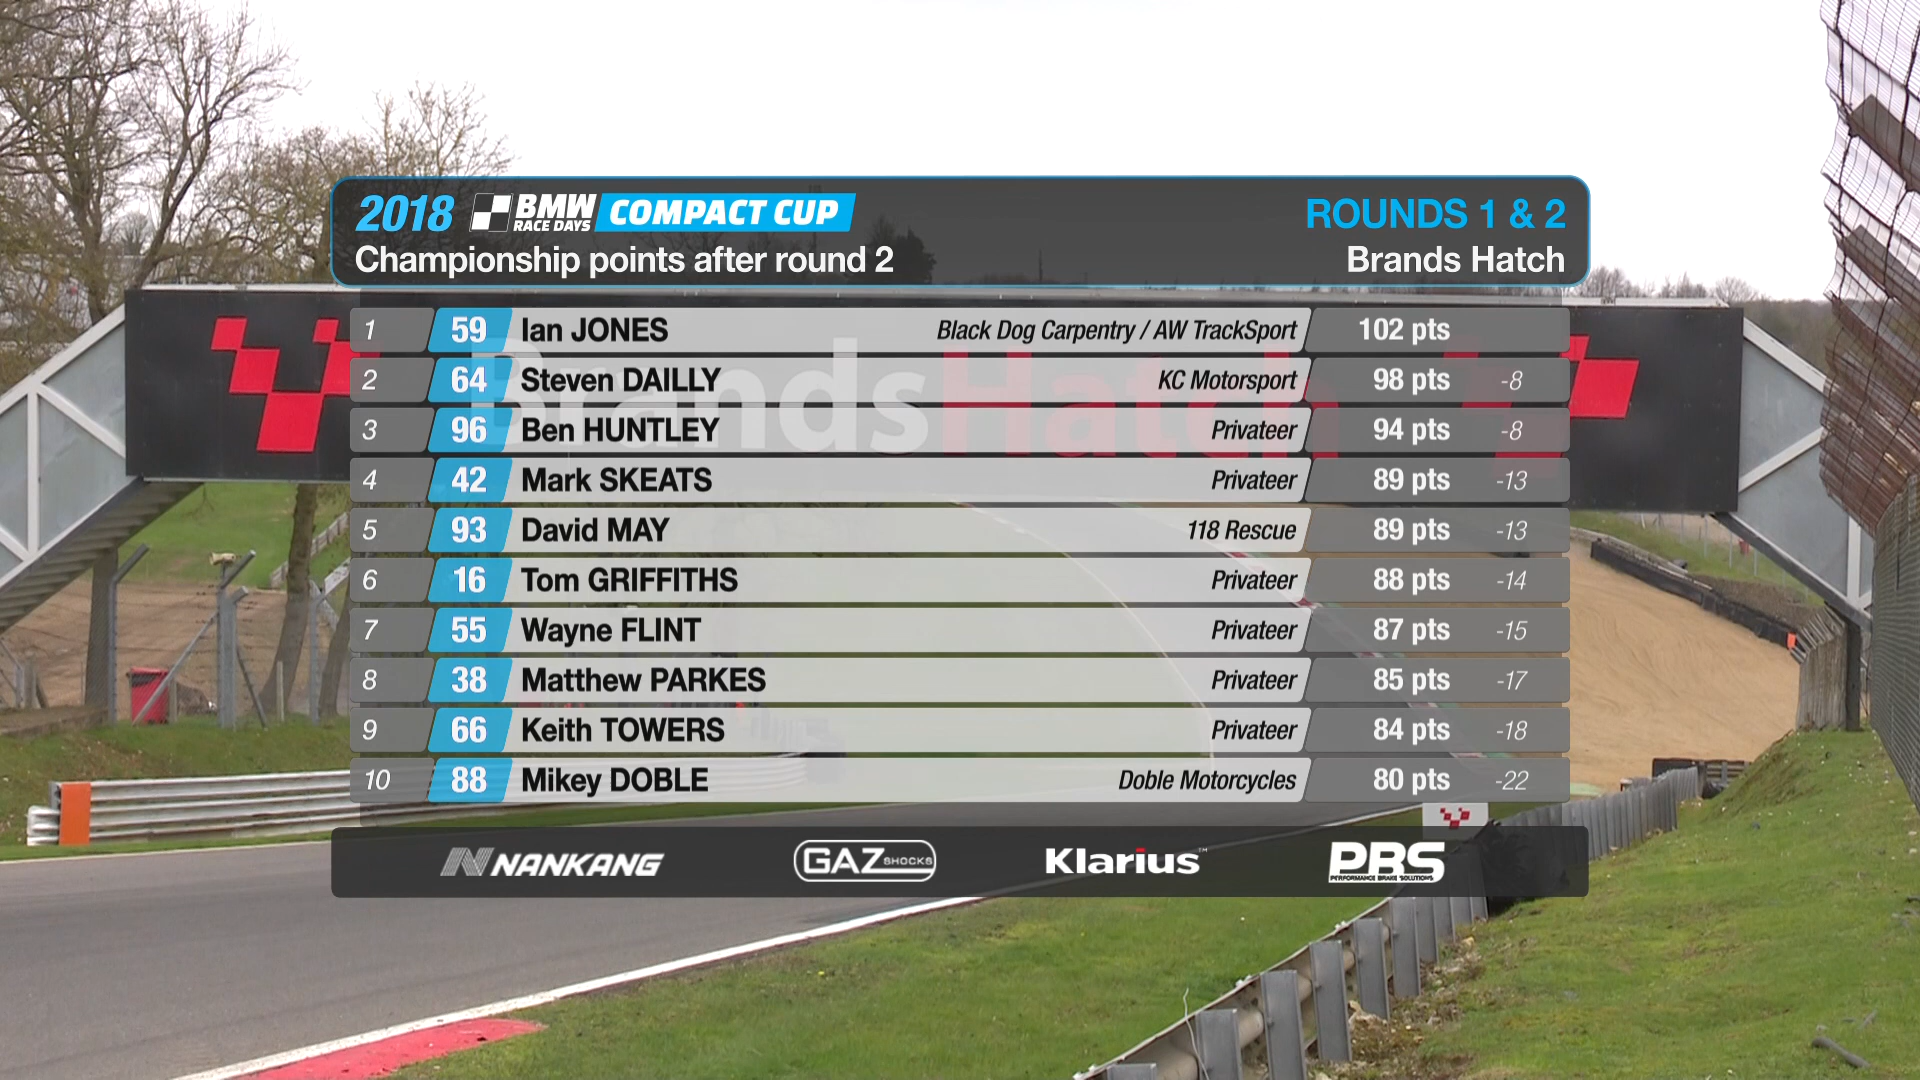 2018 BMW RACE DAYS COMPACT CUP ROUNDS 1 & 2
Championship points after round 2 Brands Hatch
1 59 Ian JONES Black Dog Carpentry / AW TrackSport 102 pts
2 64 Steven DAILLY KC Motorsport 98 pts -8
3 96 Ben HUNTLEY Privateer 94 pts -8
4 42 Mark SKEATS Privateer 89 pts -13
5 93 David MAY 118 Rescue 89 pts -13
6 16 Tom GRIFFITHS Privateer 88 pts -14
7 55 Wayne FLINT Privateer 87 pts -15
8 38 Matthew PARKES Privateer 85 pts -17
9 66 Keith TOWERS Privateer 84 pts -18
10 88 Mikey DOBLE Doble Motorcycles 80 pts -22
BrandsHatch
NANKANG GAZ SHOCKS Klarius™ PBS
PERFORMANCE BRAKE SOLUTIONS